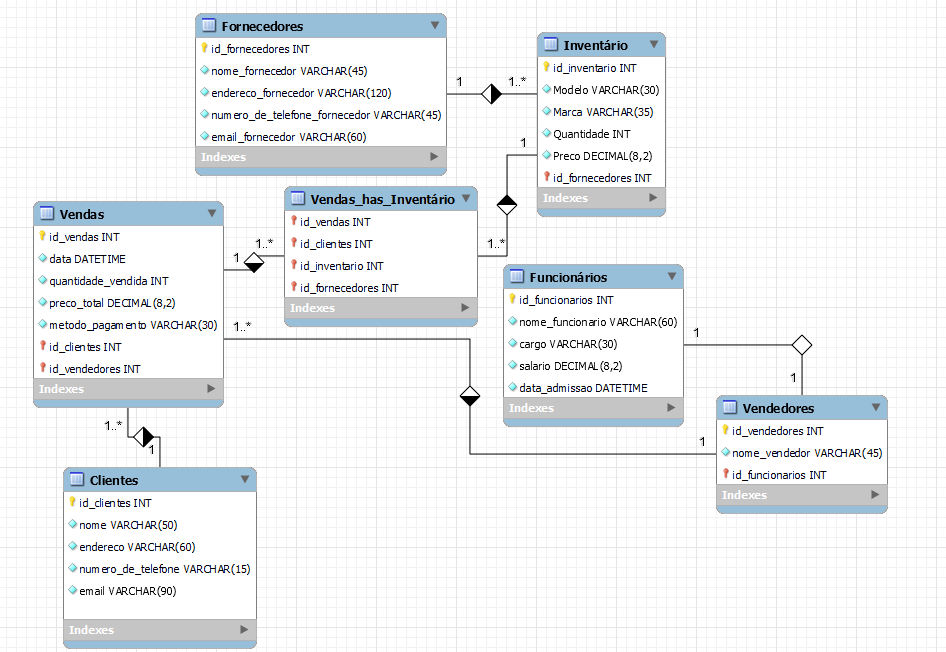 Fornecedores
id_fornecedores INT
nome_fornecedor VARCHAR(45)
endereco_fornecedor VARCHAR(120)
numero_de_telefone_fornecedor VARCHAR(45)
email_fornecedor VARCHAR(60)
Indexes
1
1..*
Inventário
id_inventario INT
Modelo VARCHAR(30)
Marca VARCHAR(35)
Quantidade INT
Preco DECIMAL(8,2)
id_fornecedores INT
Indexes
1
1..*
Vendas_has_Inventário
id_vendas INT
id_clientes INT
id_inventario INT
id_fornecedores INT
Indexes
1..*
1
Vendas
id_vendas INT
data DATETIME
quantidade_vendida INT
preco_total DECIMAL(8,2)
metodo_pagamento VARCHAR(30)
id_clientes INT
id_vendedores INT
Indexes
1..*
Funcionários
id_funcionarios INT
nome_funcionario VARCHAR(60)
cargo VARCHAR(30)
salario DECIMAL(8,2)
data_admissao DATETIME
Indexes
1
1
Vendedores
id_vendedores INT
nome_vendedor VARCHAR(45)
id_funcionarios INT
Indexes
1
1..*
1
Clientes
id_clientes INT
nome VARCHAR(50)
endereco VARCHAR(60)
numero_de_telefone VARCHAR(15)
email VARCHAR(90)
Indexes